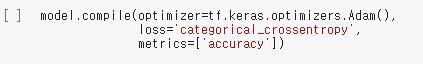 [ ] model.compile(optimizer=tf.keras.optimizers.Adam(),
loss='categorical_crossentropy',
metrics=['accuracy'])